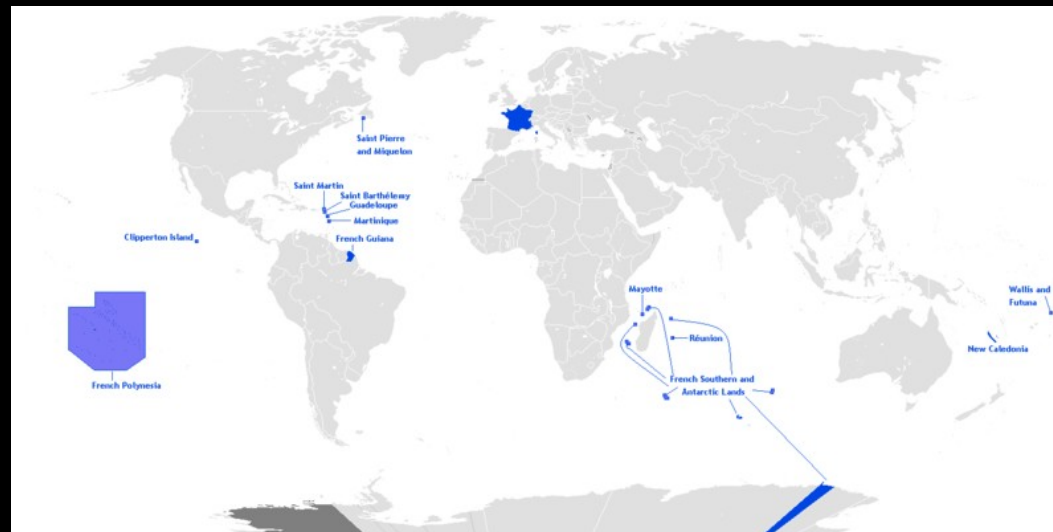 Saint Pierre
and Miquelon
Saint Martin
Saint Barthélemy
Guadeloupe
Martinique
Clipperton Island
French Guiana
Mayotte
Wallis and
Futuna
Réunion
New Caledonia
French Polynesia
French Southern and
Antarctic Lands